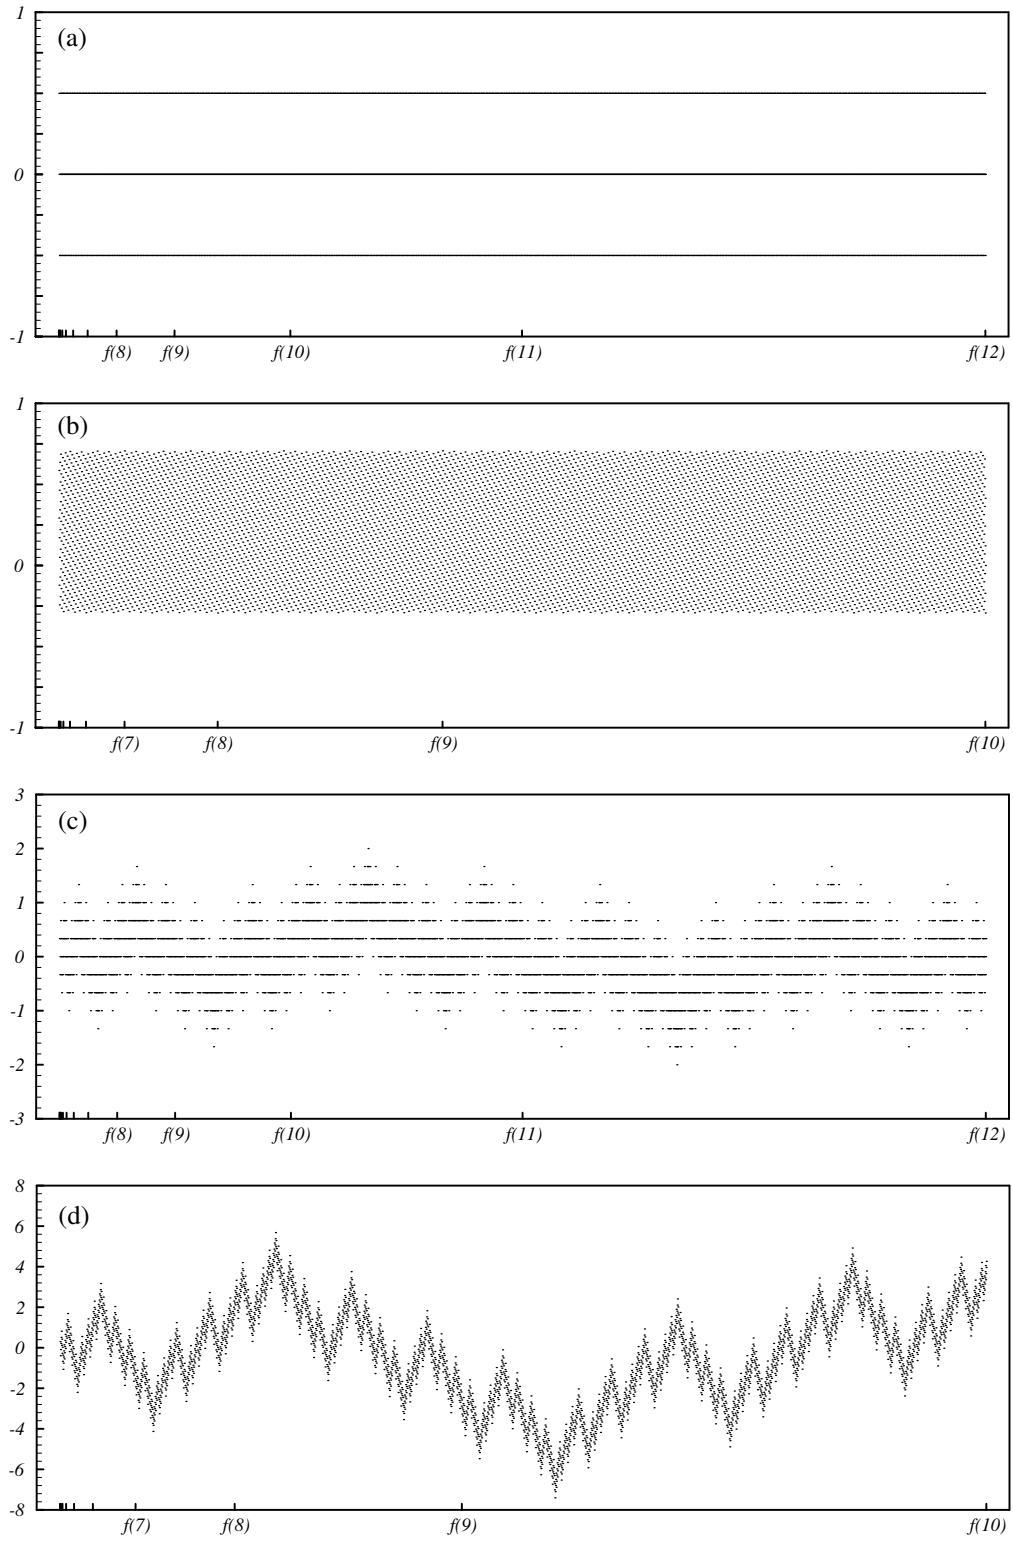 1
(a)
0
-1
f(8) f(9) f(10) f(11) f(12)
1
(b)
0
-1
f(7) f(8) f(9) f(10)
3
(c)
2
1
0
-1
-2
-3
f(8) f(9) f(10) f(11) f(12)
8
(d)
6
4
2
0
-2
-4
-6
-8
f(7) f(8) f(9) f(10)